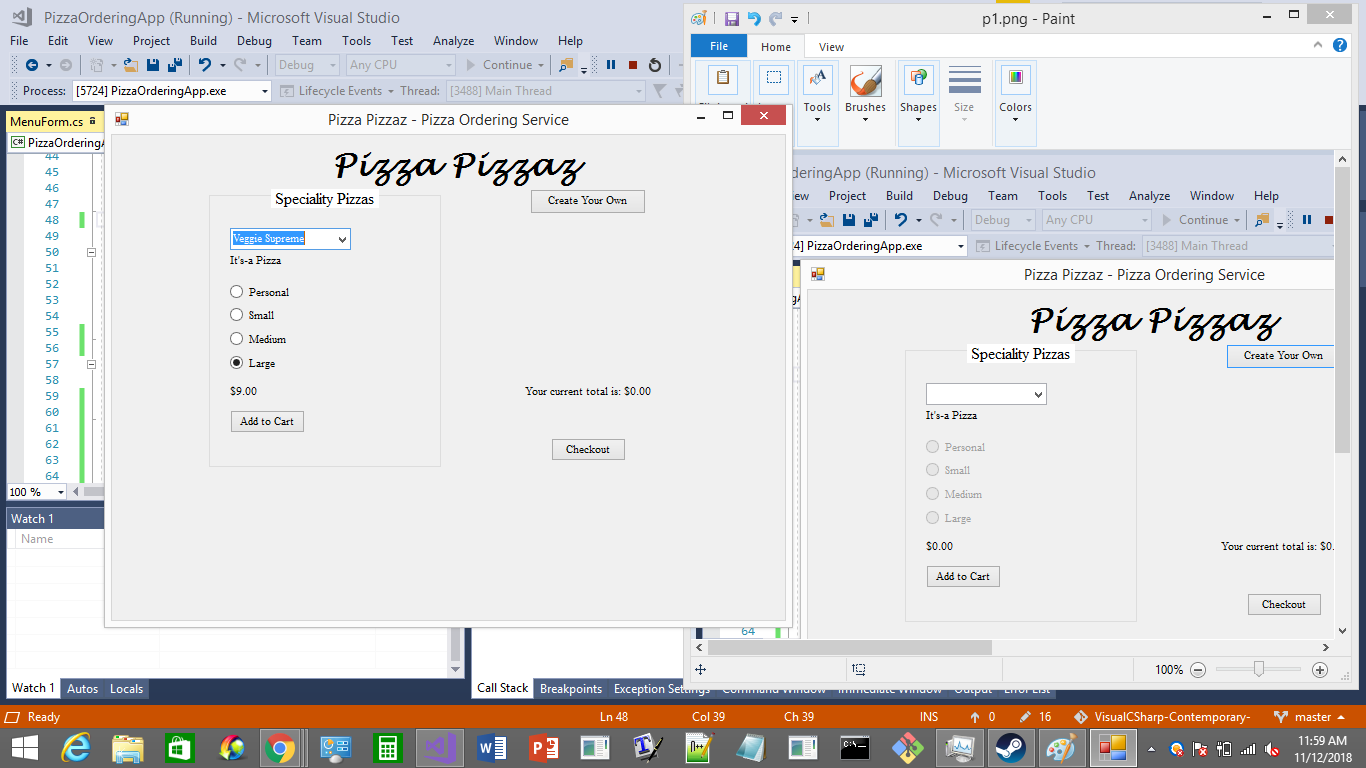 PizzaOrderingApp (Running) - Microsoft Visual Studio
File Edit View Project Build Debug Team Tools Test Analyze Window Help
Debug Any CPU Continue
Process: [5724] PizzaOrderingApp.exe Lifecycle Events Thread: [3488] Main Thread
MenuForm.cs
C# PizzaOrderingA
44
45
46
47
48
49
50
51
52
53
54
55
56
57
58
59
60
61
62
63
64
100 %
Watch 1
Name
Watch 1 Autos Locals
Pizza Pizzaz - Pizza Ordering Service
Pizza Pizzaz
Speciality Pizzas
Create Your Own
Veggie Supreme
It's-a Pizza
Personal
Small
Medium
Large
$9.00
Your current total is: $0.00
Add to Cart
Checkout
p1.png - Paint
File Home View
Tools Brushes Shapes Size Colors
deringApp (Running) - Microsoft Visual Studio
ew Project Build Debug Team Tools Test Analyze Window Help
Debug Any CPU Continue
4] PizzaOrderingApp.exe Lifecycle Events Thread: [3488] Main Thread
Pizza Pizzaz - Pizza Ordering Service
Pizza Pizzaz
Speciality Pizzas
Create Your Own
It's-a Pizza
Personal
Small
Medium
Large
$0.00
Your current total is: $0.
Add to Cart
Checkout
64
100%
Call Stack Breakpoints Exception Settings Command Window Immediate Window Output Error List
Ready Ln 48 Col 39 Ch 39 INS 0 16 VisualCSharp-Contemporary- master
11:59 AM
11/12/2018